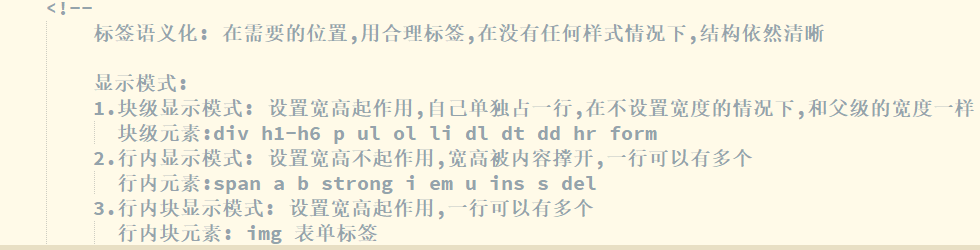 <!--
标签语义化: 在需要的位置,用合理标签,在没有任何样式情况下,结构依然清晰
显示模式:
1.块级显示模式: 设置宽高起作用,自己单独占一行,在不设置宽度的情况下,和父级的宽度一样
块级元素:div h1-h6 p ul ol li dl dt dd hr form
2.行内显示模式: 设置宽高不起作用,宽高被内容撑开,一行可以有多个
行内元素:span a b strong i em u ins s del
3.行内块显示模式: 设置宽高起作用,一行可以有多个
行内块元素: img 表单标签